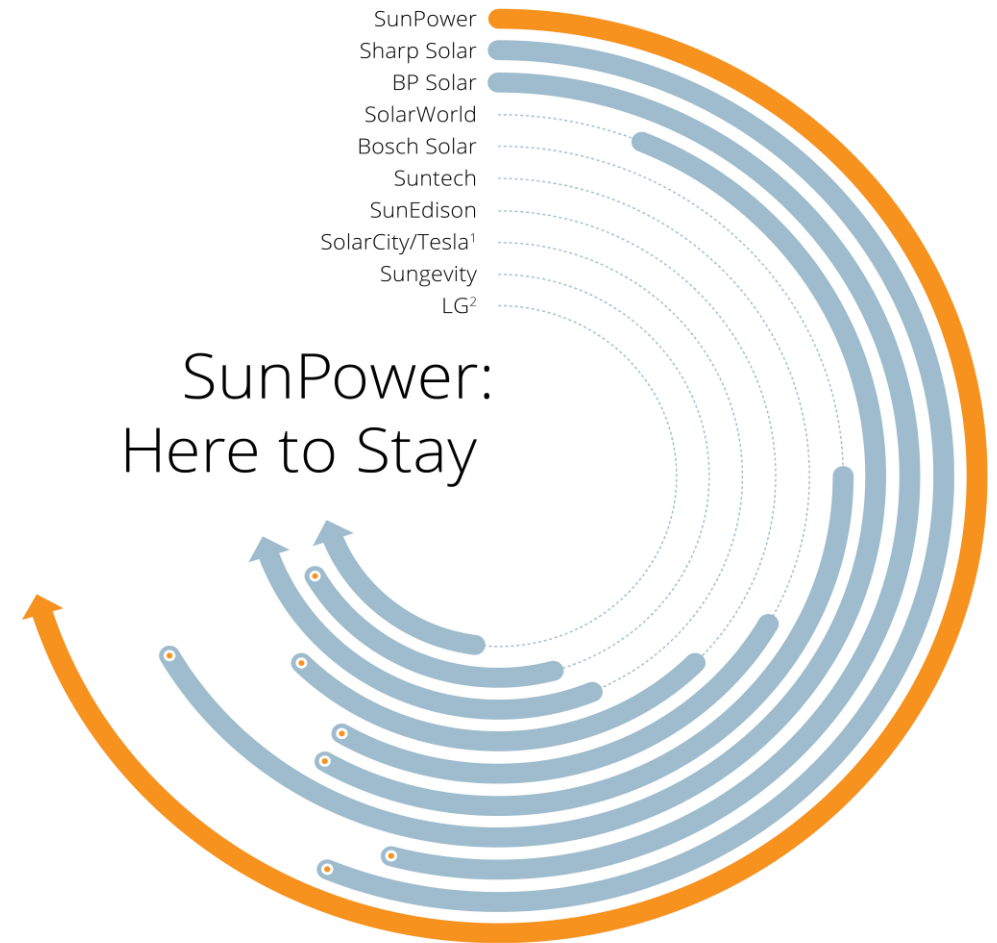 SunPower
Sharp Solar
BP Solar
SolarWorld
Bosch Solar
Suntech
SunEdison
SolarCity/Tesla¹
Sungevity
LG²
SunPower:
Here to Stay